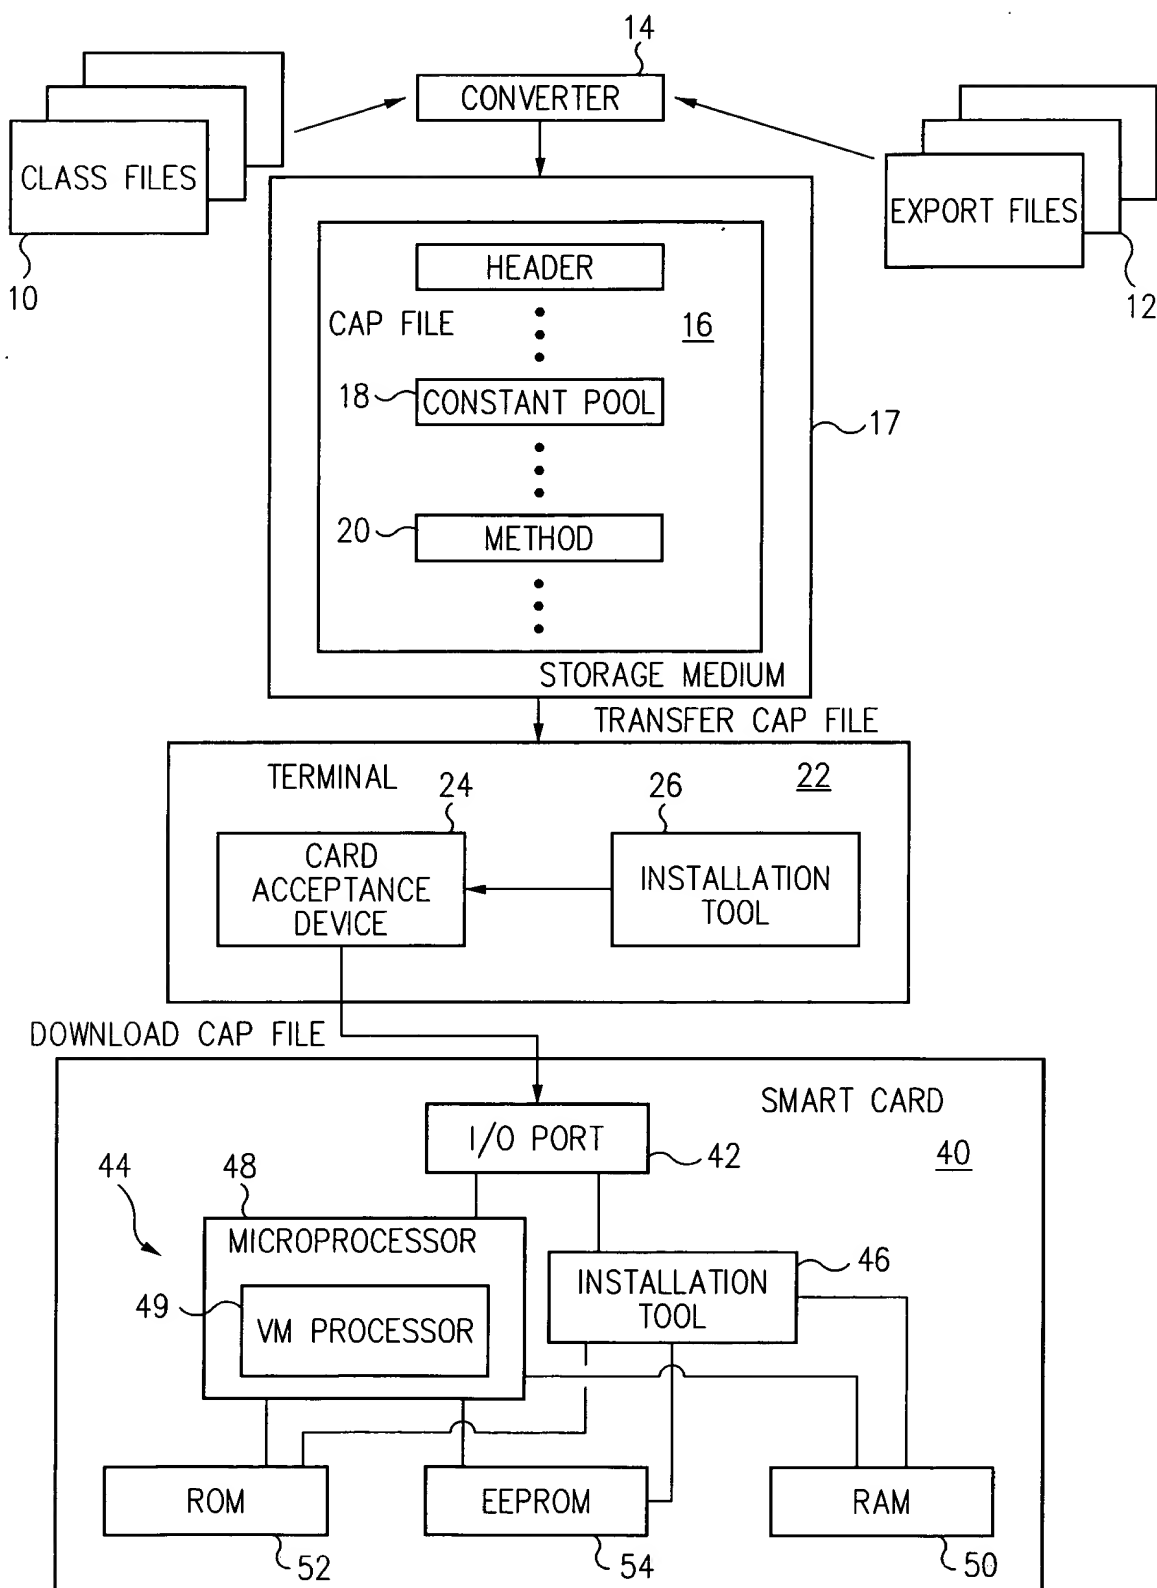 14
CONVERTER
CLASS FILES
EXPORT FILES
10
12
HEADER
CAP FILE
16
18
CONSTANT POOL
17
20
METHOD
STORAGE MEDIUM
TRANSFER CAP FILE
TERMINAL
22
24
26
CARD
ACCEPTANCE
DEVICE
INSTALLATION
TOOL
DOWNLOAD CAP FILE
SMART CARD
40
I/O PORT
42
44
48
MICROPROCESSOR
46
INSTALLATION
TOOL
49
VM PROCESSOR
ROM
EEPROM
RAM
52
54
50